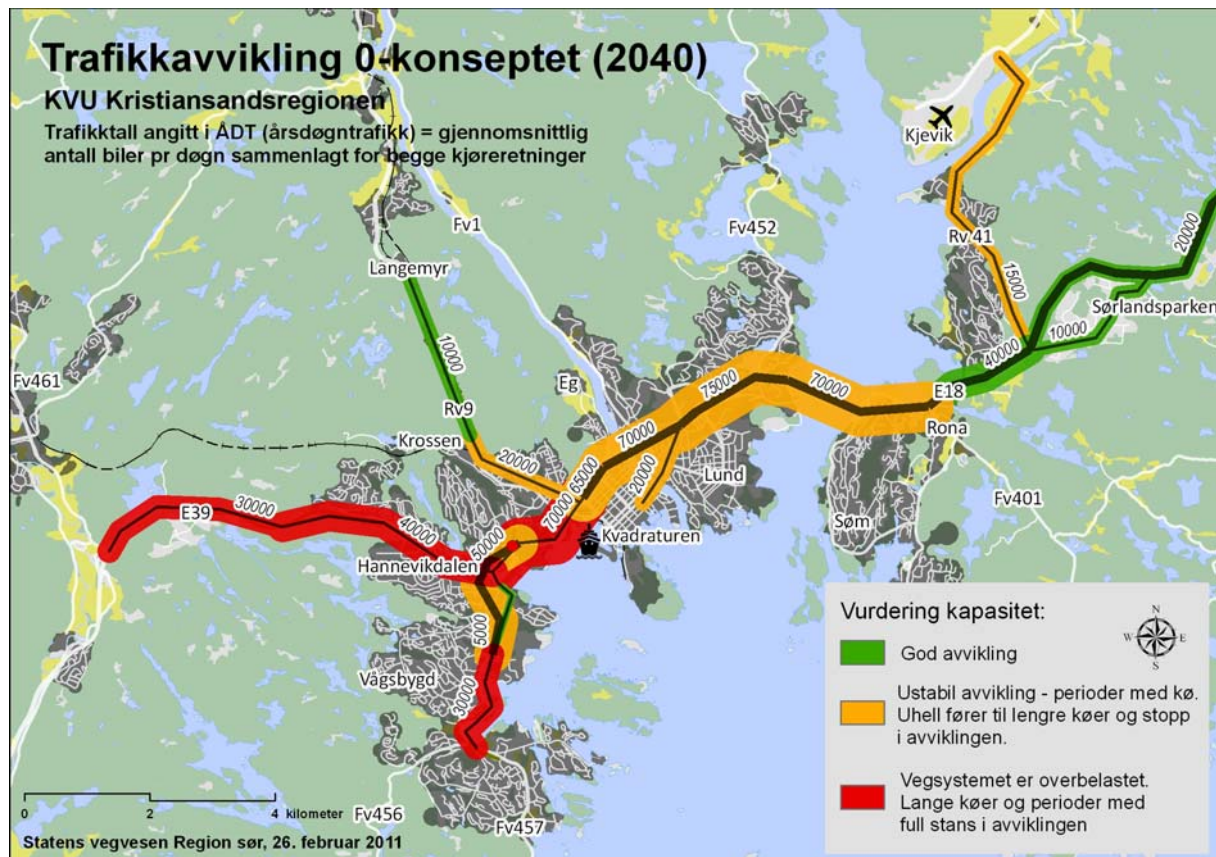 Trafikkavvikling 0-konseptet (2040)
KVU Kristiansandsregionen
Trafikktall angitt i ÅDT (årsdøgntrafikk) = gjennomsnittlig
antall biler pr døgn sammenlagt for begge kjøreretninger
Kjevik
Fv1
Fv452
Rv 41
20000
Langemyr
15000
Sørlandsparken
10000
10000
40000
Fv461
Eg
75000
70000
E18
Rv9
70000
Rona
Krossen
20000
65000
20000
Lund
30000
E39
40000
70000
50000
Kvadraturen
Fv401
Søm
Hannevikdalen
5000
Vågsbygd
30000
Fv456
Fv457
0 2 4 kilometer
Statens vegvesen Region sør, 26. februar 2011
Vurdering kapasitet:
N
W E
S
God avvikling
Ustabil avvikling - perioder med kø.
Uhell fører til lengre køer og stopp
i avviklingen.
Vegsystemet er overbelastet.
Lange køer og perioder med
full stans i avviklingen